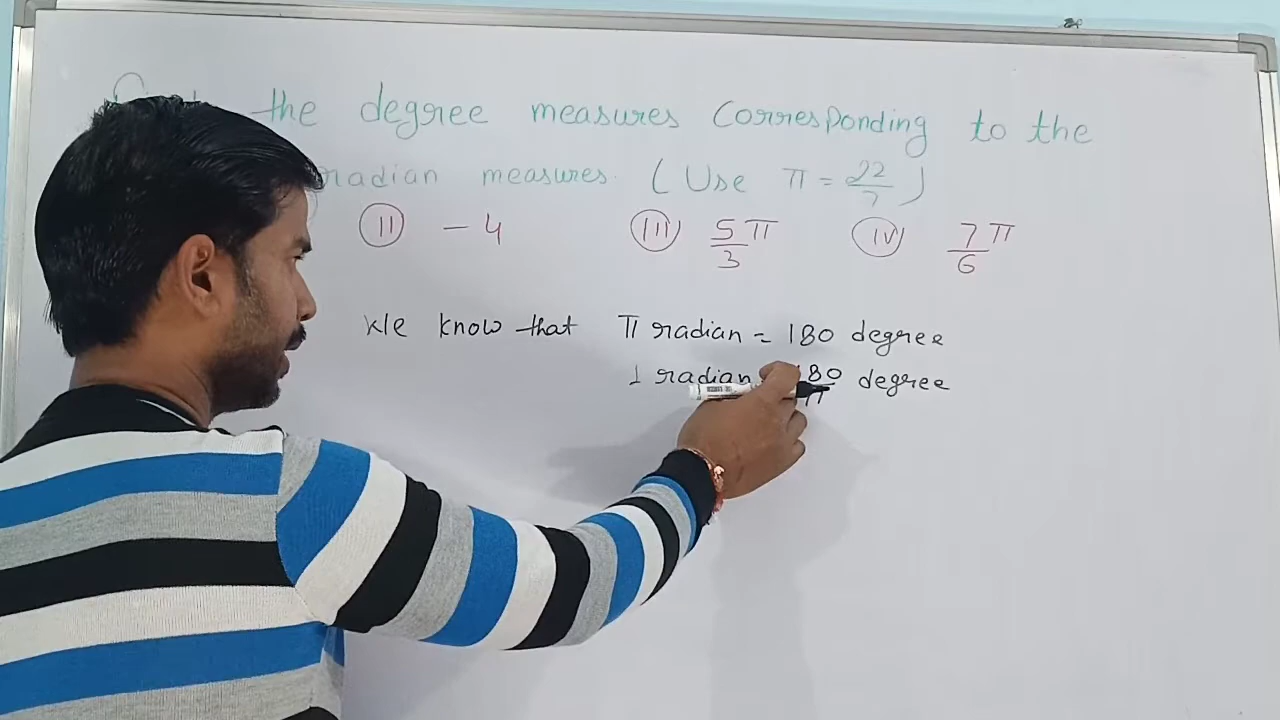 the degree measures Corresponding to the
radian measures. (Use π = 22/7)
(II) - 4 (III) 5/3 π (IV) 7/6 π
We know that π radian = 180 degree
1 radian = 180/π degree